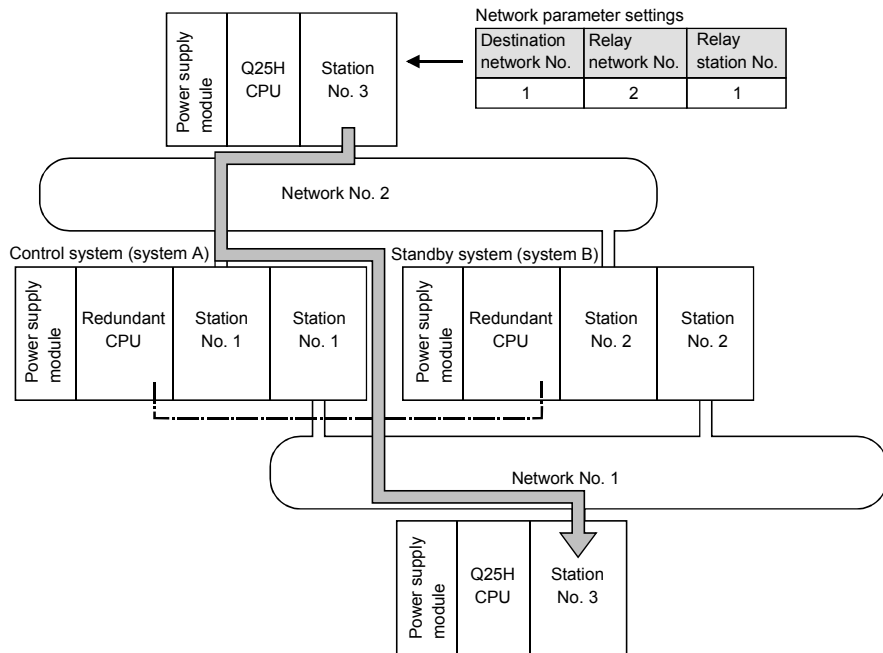 Network parameter settings
Destination
network No.
Relay
network No.
Relay
station No.
1
2
1
Power supply
module
Q25H
CPU
Station
No. 3
Network No. 2
Control system (system A)
Standby system (system B)
Power supply
module
Redundant
CPU
Station
No. 1
Station
No. 1
Power supply
module
Redundant
CPU
Station
No. 2
Station
No. 2
Network No. 1
Power supply
module
Q25H
CPU
Station
No. 3